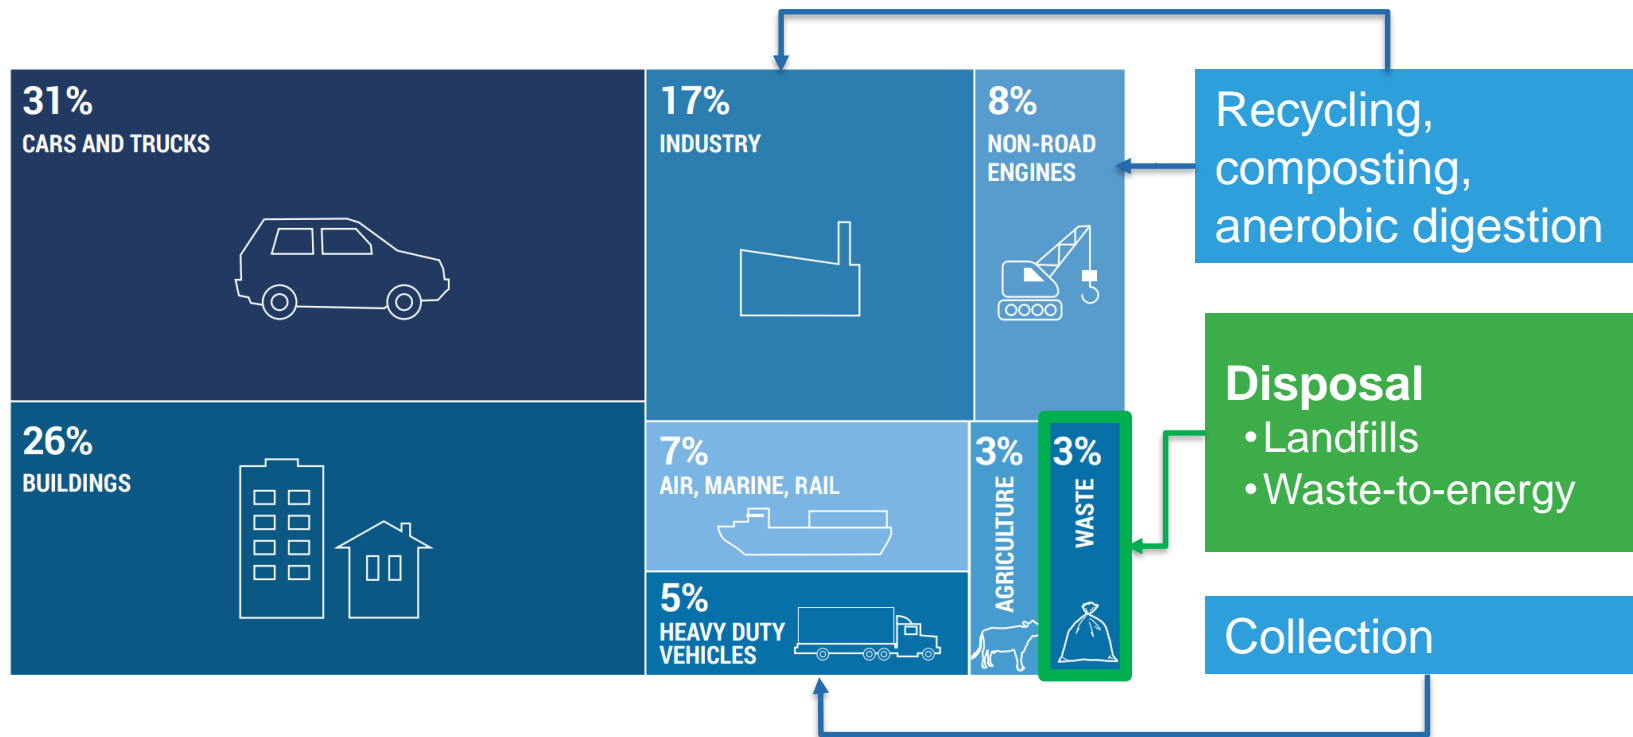 31%
CARS AND TRUCKS
17%
INDUSTRY
8%
NON-ROAD
ENGINES
26%
BUILDINGS
7%
AIR, MARINE, RAIL
5%
HEAVY DUTY
VEHICLES
3%
AGRICULTURE
3%
WASTE
Recycling,
composting,
anerobic digestion
Disposal
•Landfills
•Waste-to-energy
Collection